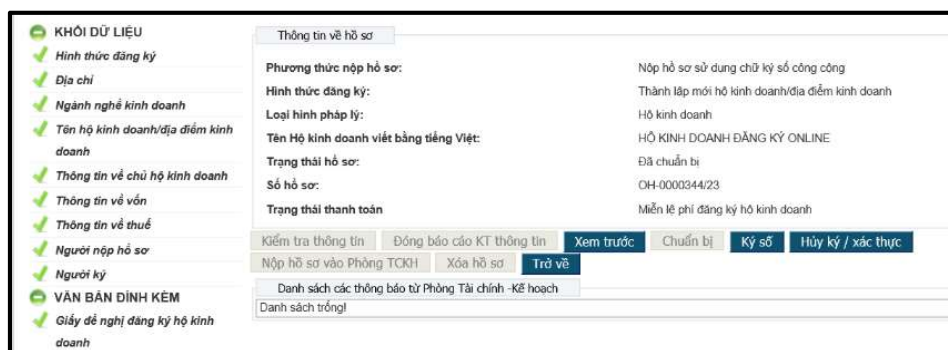 KHỐI DỮ LIỆU
Hình thức đăng ký
Địa chỉ
Ngành nghề kinh doanh
Tên hộ kinh doanh/địa điểm kinh
doanh
Thông tin về chủ hộ kinh doanh
Thông tin về vốn
Thông tin về thuế
Người nộp hồ sơ
Người ký
VĂN BẢN ĐÍNH KÈM
Giấy đề nghị đăng ký hộ kinh
doanh
Thông tin về hồ sơ
Phương thức nộp hồ sơ: Nộp hồ sơ sử dụng chữ ký số công cộng
Hình thức đăng ký: Thành lập mới hộ kinh doanh/địa điểm kinh doanh
Loại hình pháp lý: Hộ kinh doanh
Tên Hộ kinh doanh viết bằng tiếng Việt: HỘ KINH DOANH ĐĂNG KÝ ONLINE
Trạng thái hồ sơ: Đã chuẩn bị
Số hồ sơ: OH-0000344/23
Trạng thái thanh toán Miễn lệ phí đăng ký hộ kinh doanh
Kiểm tra thông tin Đóng báo cáo KT thông tin Xem trước Chuẩn bị Ký số Hủy ký / xác thực
Nộp hồ sơ vào Phòng TCKH Xóa hồ sơ Trở về
Danh sách các thông báo từ Phòng Tài chính -Kế hoạch
Danh sách trống!